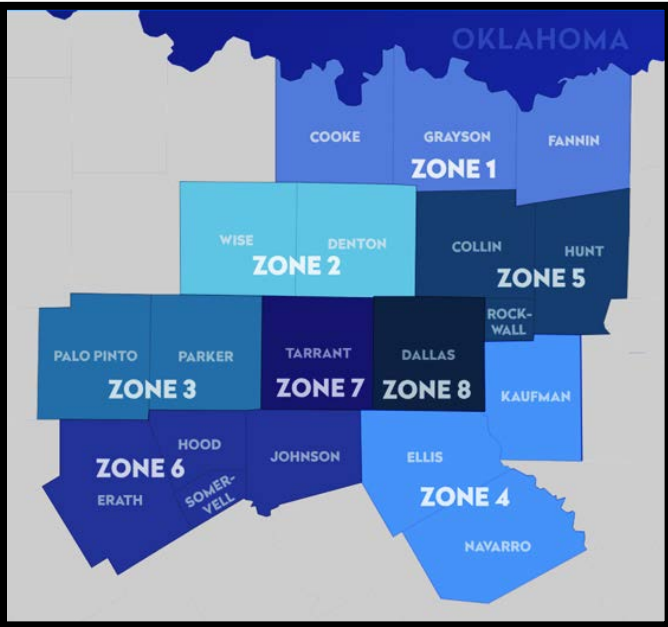 OKLAHOMA
COOKE
GRAYSON
FANNIN
ZONE 1
WISE
DENTON
ZONE 2
COLLIN
HUNT
ZONE 5
ROCK-
WALL
PALO PINTO
PARKER
ZONE 3
TARRANT
ZONE 7
DALLAS
ZONE 8
KAUFMAN
HOOD
ZONE 6
JOHNSON
ERATH
SOMER-
VELL
ELLIS
ZONE 4
NAVARRO